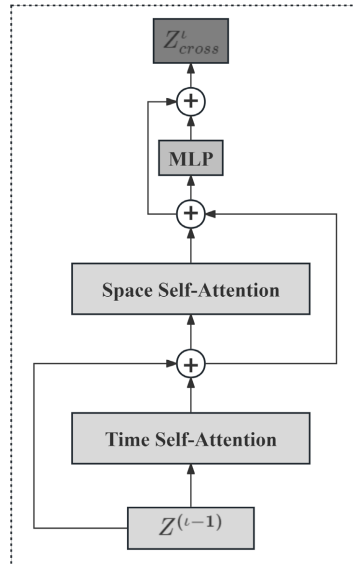 Z^ι_cross
+
MLP
+
Space Self-Attention
+
Time Self-Attention
Z^(ι−1)